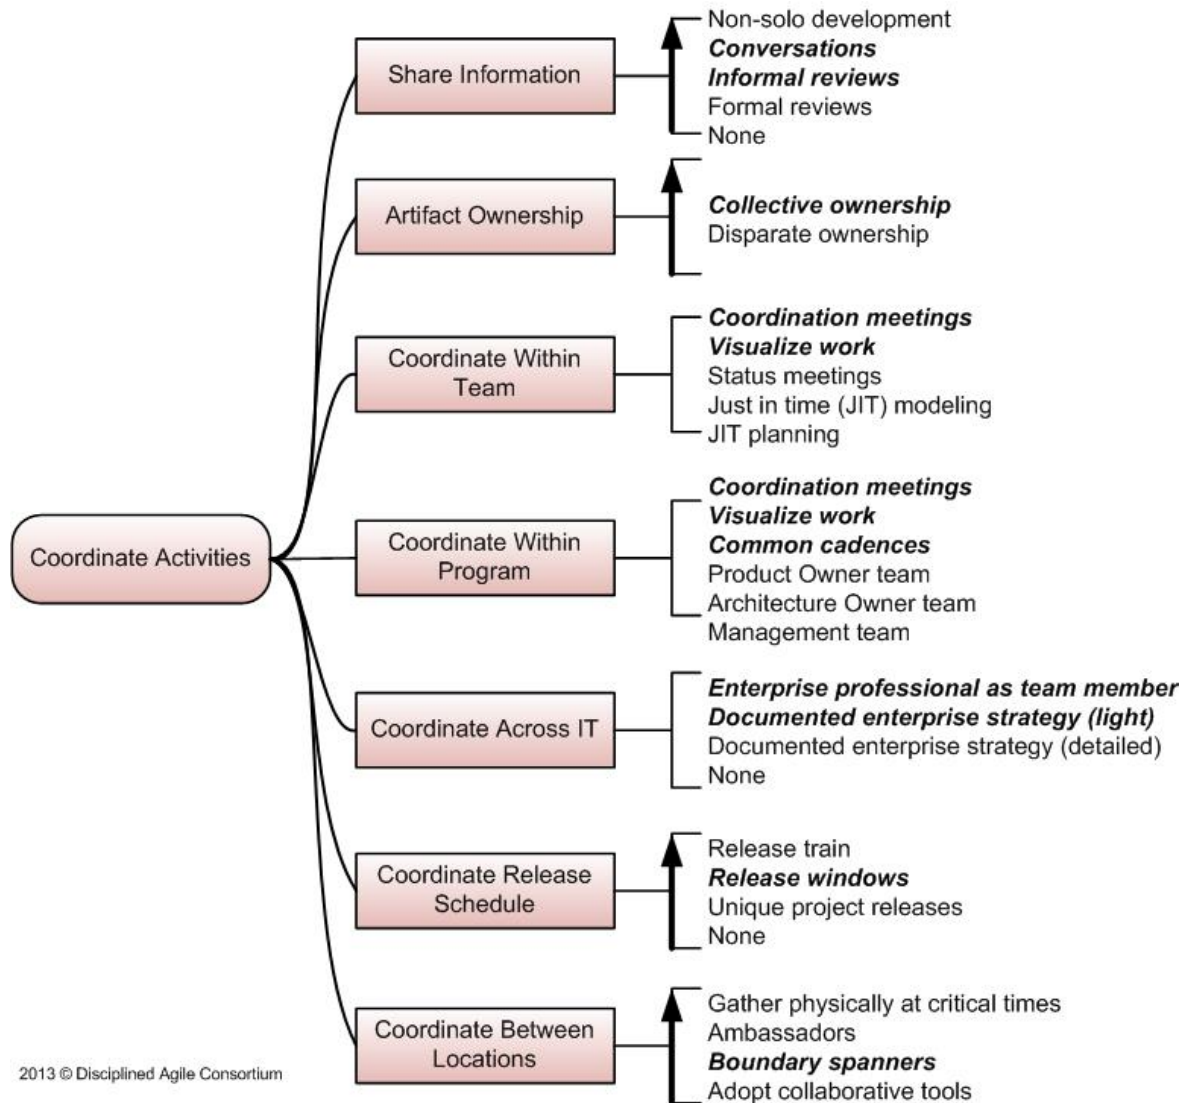 Coordinate Activities
Share Information
Non-solo development
Conversations
Informal reviews
Formal reviews
None
Artifact Ownership
Collective ownership
Disparate ownership
Coordinate Within
Team
Coordination meetings
Visualize work
Status meetings
Just in time (JIT) modeling
JIT planning
Coordinate Within
Program
Coordination meetings
Visualize work
Common cadences
Product Owner team
Architecture Owner team
Management team
Coordinate Across IT
Enterprise professional as team member
Documented enterprise strategy (light)
Documented enterprise strategy (detailed)
None
Coordinate Release
Schedule
Release train
Release windows
Unique project releases
None
Coordinate Between
Locations
Gather physically at critical times
Ambassadors
Boundary spanners
Adopt collaborative tools
2013 © Disciplined Agile Consortium